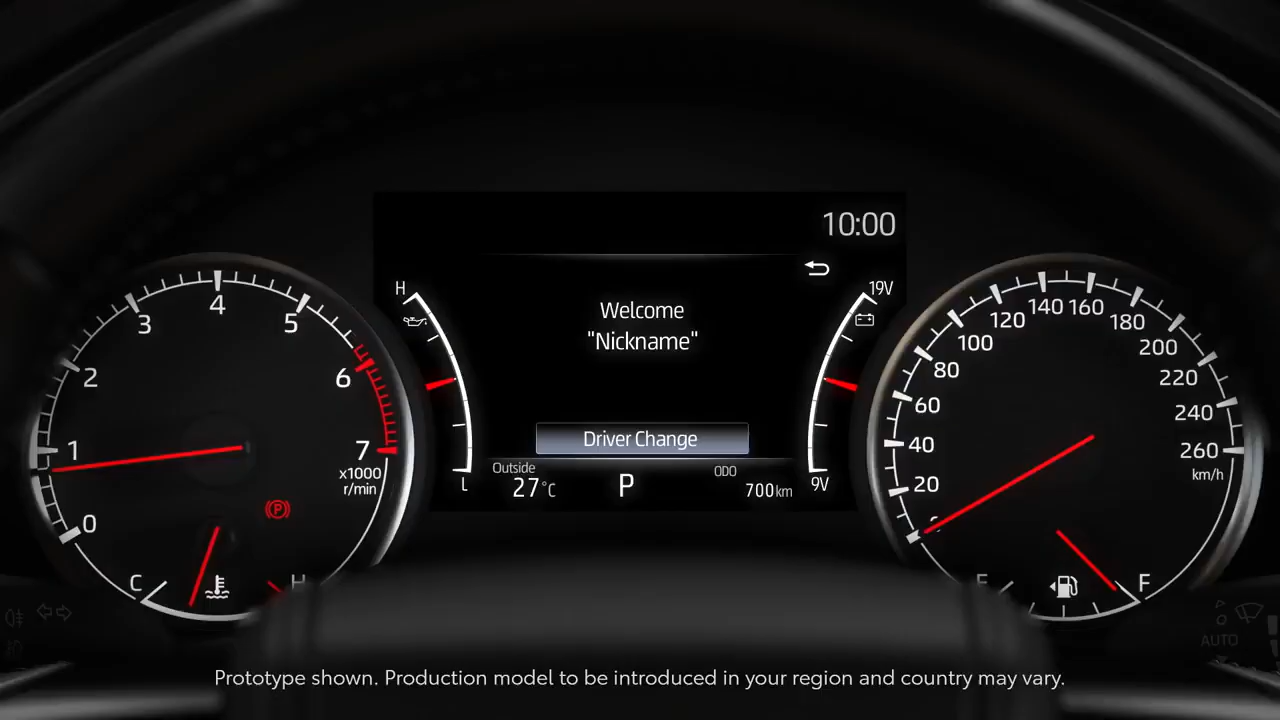 10:00
H
19V
Welcome
"Nickname"
Driver Change
Outside
27°C
P
ODO
700km
L
9V
0
1
2
3
4
5
6
7
x1000
r/min
(P)
C
H
20
40
60
80
100
120
140
160
180
200
220
240
260
km/h
F
AUTO
Prototype shown. Production model to be introduced in your region and country may vary.